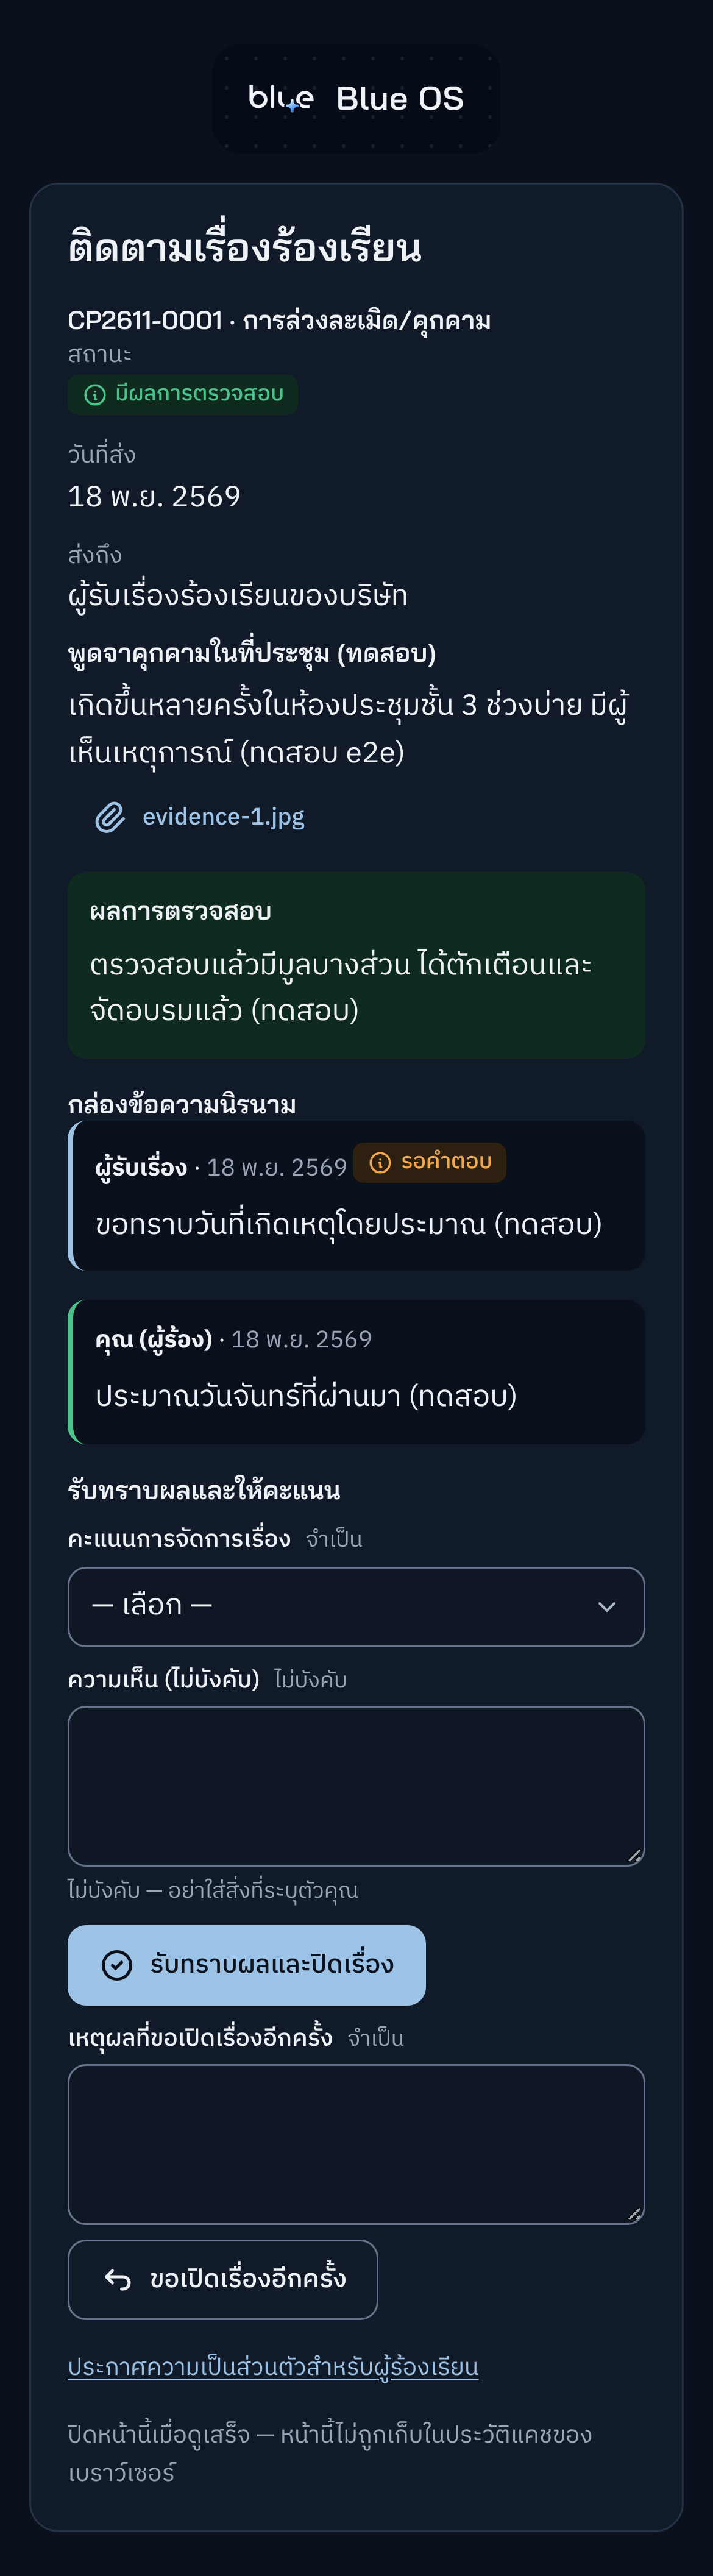 blue Blue OS
ติดตามเรื่องร้องเรียน
CP2611-0001 · การล่วงละเมิด/คุกคาม
สถานะ
มีผลการตรวจสอบ
วันที่ส่ง
18 พ.ย. 2569
ส่งถึง
ผู้รับเรื่องร้องเรียนของบริษัท
พูดจาคุกคามในที่ประชุม (ทดสอบ)
เกิดขึ้นหลายครั้งในห้องประชุมชั้น 3 ช่วงบ่าย มีผู้
เห็นเหตุการณ์ (ทดสอบ e2e)
evidence-1.jpg
ผลการตรวจสอบ
ตรวจสอบแล้วมีมูลบางส่วน ได้ตักเตือนและ
จัดอบรมแล้ว (ทดสอบ)
กล่องข้อความนิรนาม
ผู้รับเรื่อง · 18 พ.ย. 2569 รอคำตอบ
ขอทราบวันที่เกิดเหตุโดยประมาณ (ทดสอบ)
คุณ (ผู้ร้อง) · 18 พ.ย. 2569
ประมาณวันจันทร์ที่ผ่านมา (ทดสอบ)
รับทราบผลและให้คะแนน
คะแนนการจัดการเรื่อง จำเป็น
— เลือก —
ความเห็น (ไม่บังคับ) ไม่บังคับ
ไม่บังคับ — อย่าใส่สิ่งที่ระบุตัวคุณ
รับทราบผลและปิดเรื่อง
เหตุผลที่ขอเปิดเรื่องอีกครั้ง จำเป็น
ขอเปิดเรื่องอีกครั้ง
ประกาศความเป็นส่วนตัวสำหรับผู้ร้องเรียน
ปิดหน้านี้เมื่อดูเสร็จ — หน้านี้ไม่ถูกเก็บในประวัติแคชของ
เบราว์เซอร์